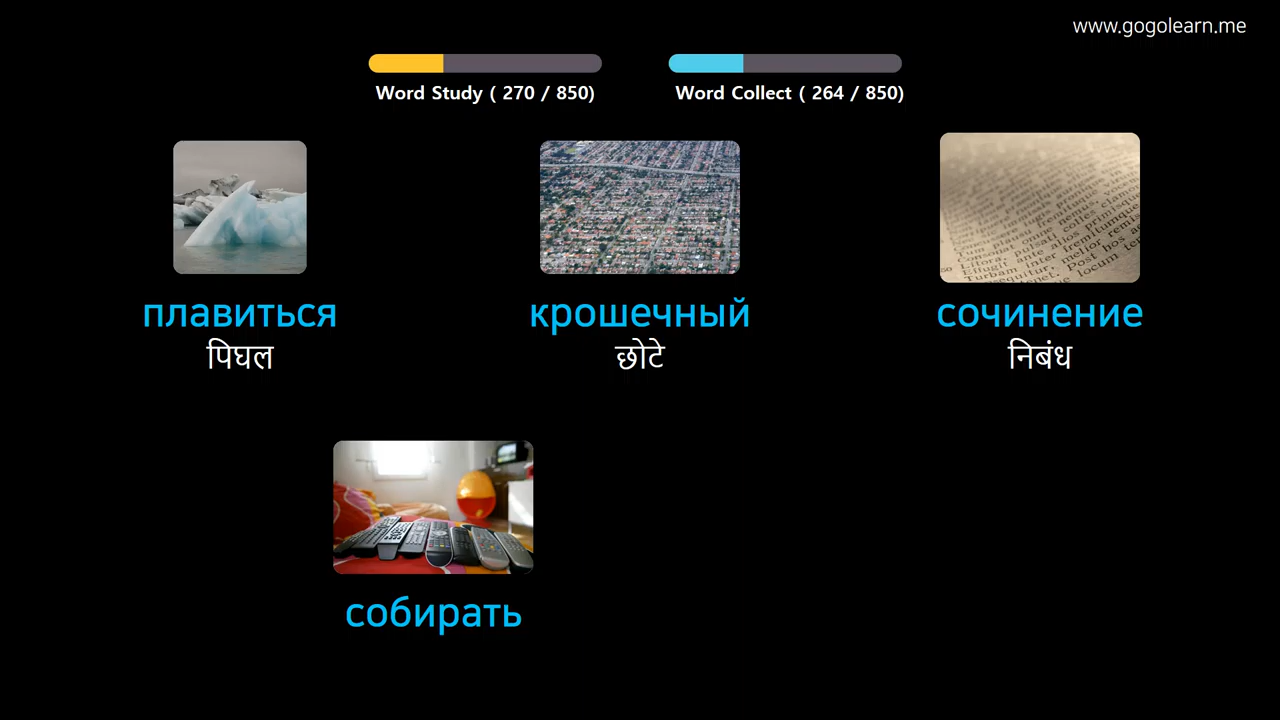 www.gogolearn.me
Word Study ( 270 / 850)
Word Collect ( 264 / 850)
плавиться
पिघल
крошечный
छोटे
сочинение
निबंध
собирать